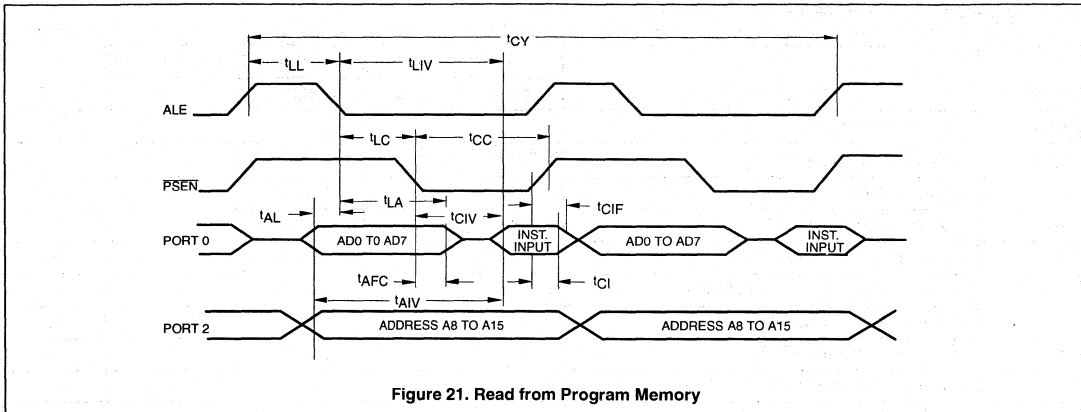 tCY
tLL
tLIV
ALE
tLC
tCC
PSEN
tLA
tAL
tCIV
tCIF
PORT 0
AD0 T0 AD7
INST.
INPUT
AD0 TO AD7
INST.
INPUT
tAFC
tCI
tAIV
PORT 2
ADDRESS A8 TO A15
ADDRESS A8 TO A15
Figure 21. Read from Program Memory